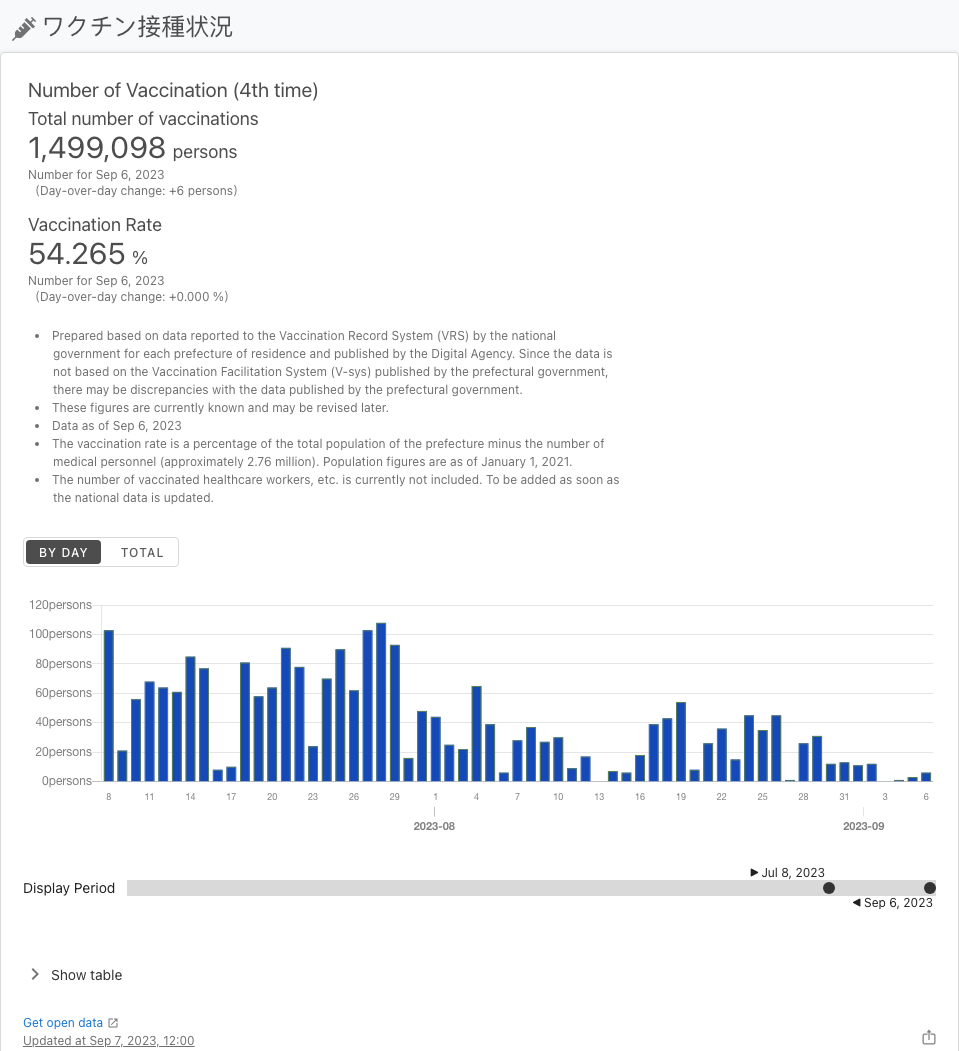 ワクチン接種状況
Number of Vaccination (4th time)
Total number of vaccinations
1,499,098 persons
Number for Sep 6, 2023
(Day-over-day change: +6 persons)
Vaccination Rate
54.265 %
Number for Sep 6, 2023
(Day-over-day change: +0.000 %)
• Prepared based on data reported to the Vaccination Record System (VRS) by the national
government for each prefecture of residence and published by the Digital Agency. Since the data is
not based on the Vaccination Facilitation System (V-sys) published by the prefectural government,
there may be discrepancies with the data published by the prefectural government.
• These figures are currently known and may be revised later.
• Data as of Sep 6, 2023
• The vaccination rate is a percentage of the total population of the prefecture minus the number of
medical personnel (approximately 2.76 million). Population figures are as of January 1, 2021.
• The number of vaccinated healthcare workers, etc. is currently not included. To be added as soon as
the national data is updated.
BY DAY TOTAL
120persons
100persons
80persons
60persons
40persons
20persons
0persons
8 11 14 17 20 23 26 29 1 4 7 10 13 16 19 22 25 28 31 3 6
2023-08 2023-09
Jul 8, 2023
Display Period
Sep 6, 2023
Show table
Get open data
Updated at Sep 7, 2023, 12:00